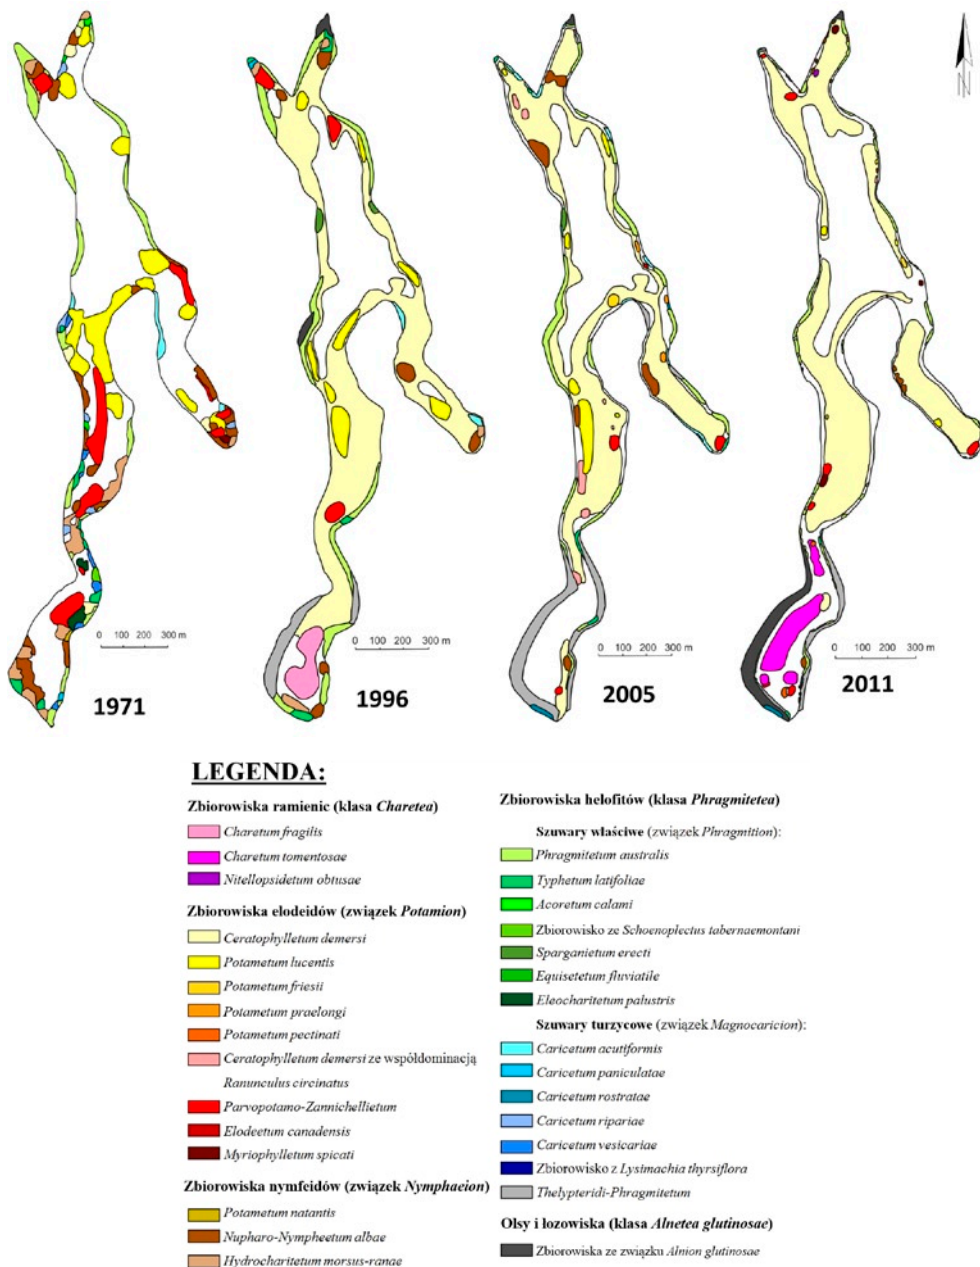 N
0 100 200 300 m
1971
0 100 200 300 m
1996
0 100 200 300 m
2005
0 100 200 300 m
2011
LEGENDA:
Zbiorowiska ramienic (klasa Charetea)
Charetum fragilis
Charetum tomentosae
Nitellopsidetum obtusae
Zbiorowiska elodeidów (związek Potamion)
Ceratophylletum demersi
Potametum lucentis
Potametum friesii
Potametum praelongi
Potametum pectinati
Ceratophylletum demersi ze współdominacją
Ranunculus circinatus
Parvopotamo-Zannichellietum
Elodeetum canadensis
Myriophylletum spicati
Zbiorowiska nymfeidów (związek Nymphaeion)
Potametum natantis
Nupharo-Nympheetum albae
Hydrocharitetum morsus-ranae
Zbiorowiska helofitów (klasa Phragmitetea)
Szuwary właściwe (związek Phragmition):
Phragmitetum australis
Typhetum latifoliae
Acoretum calami
Zbiorowisko ze Schoenoplectus tabernaemontani
Sparganietum erecti
Equisetetum fluviatile
Eleocharitetum palustris
Szuwary turzycowe (związek Magnocaricion):
Caricetum acutiformis
Caricetum paniculatae
Caricetum rostratae
Caricetum ripariae
Caricetum vesicariae
Zbiorowisko z Lysimachia thyrsiflora
Thelypteridi-Phragmitetum
Olsy i łozowiska (klasa Alnetea glutinosae)
Zbiorowiska ze związku Alnion glutinosae